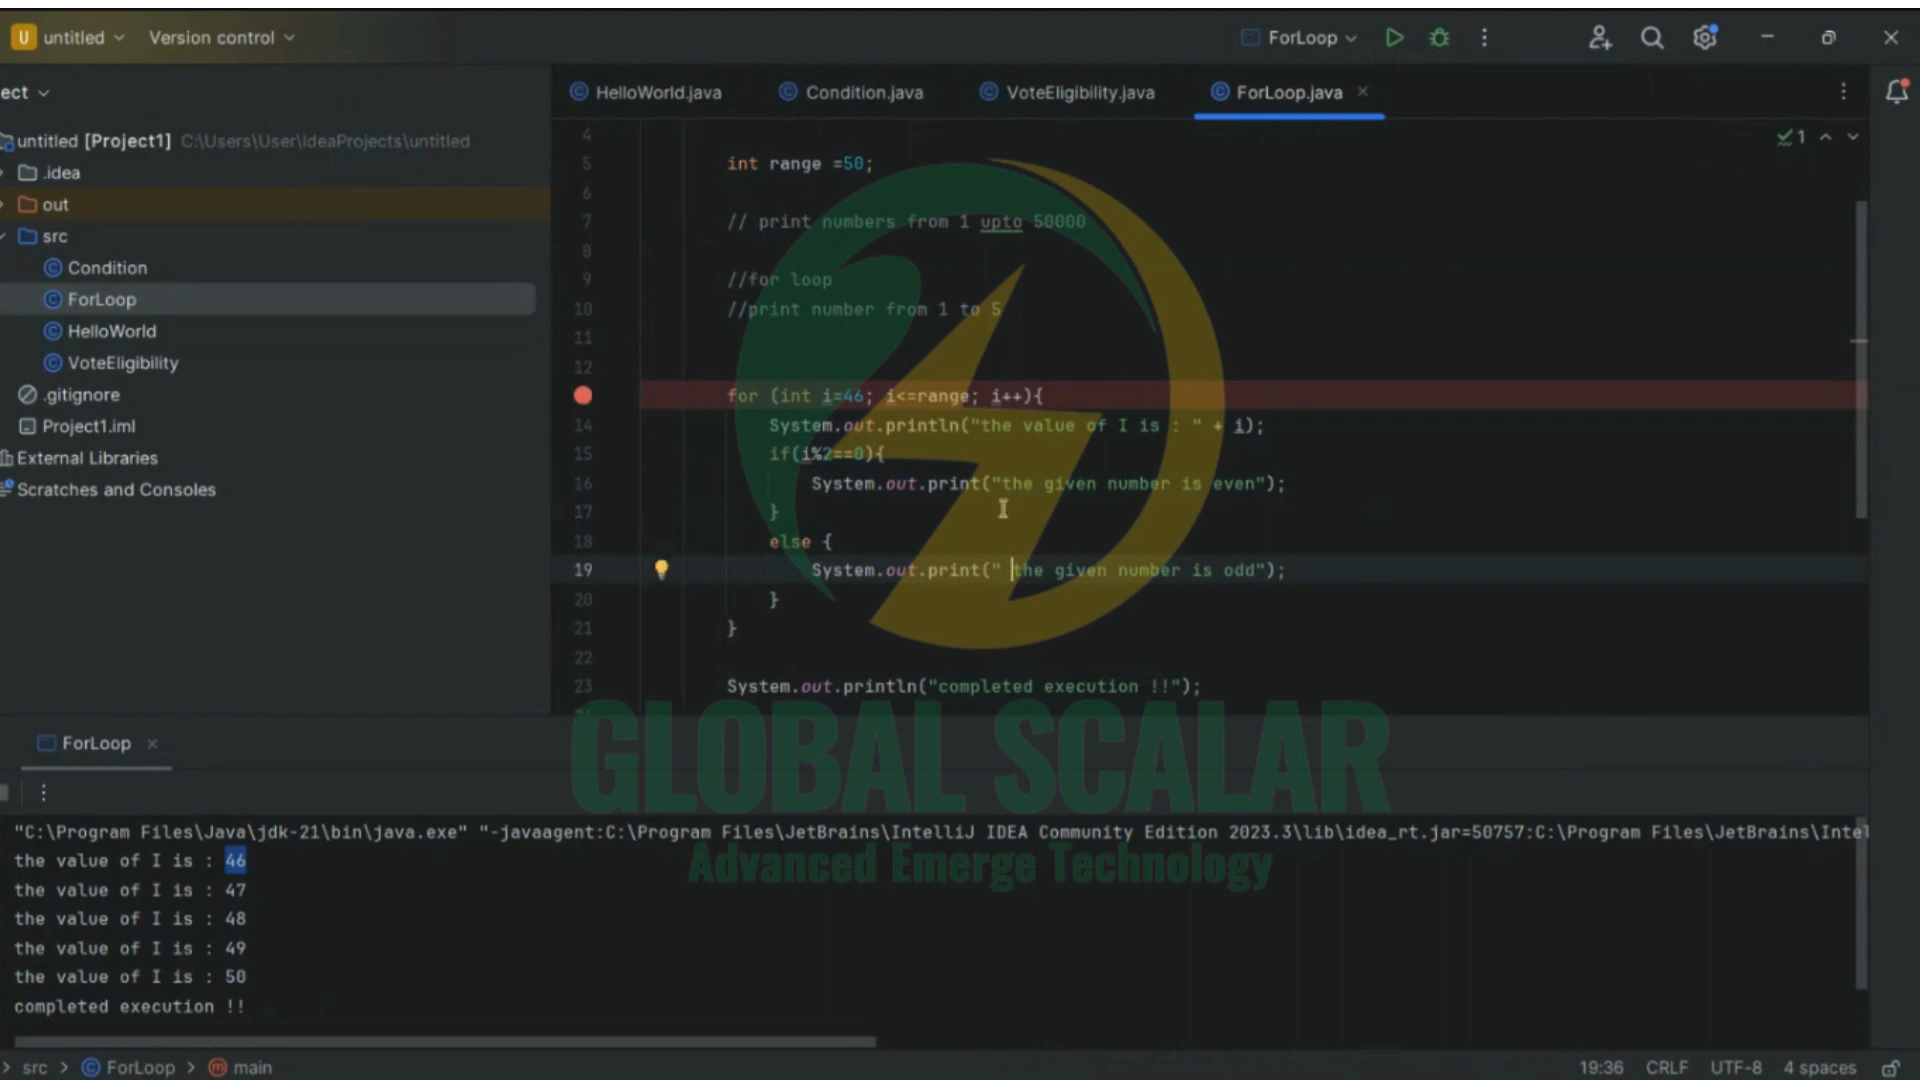 U untitled Version control ForLoop
ect
HelloWorld.java Condition.java VoteEligibility.java ForLoop.java
untitled [Project1] C:\Users\User\IdeaProjects\untitled
.idea
out
src
Condition
ForLoop
HelloWorld
VoteEligibility
.gitignore
Project1.iml
External Libraries
Scratches and Consoles
1
4
5 int range =50;
6
7 // print numbers from 1 upto 50000
8
9 //for loop
10 //print number from 1 to 5
11
12
for (int i=46; i<=range; i++){
14 System.out.println("the value of I is : " + i);
15 if(i%2==0){
16 System.out.print("the given number is even");
17 }
18 else {
19 System.out.print(" the given number is odd");
20 }
21 }
22
23 System.out.println("completed execution !!");
GLOBAL SCALAR
Advanced Emerge Technology
ForLoop
"C:\Program Files\Java\jdk-21\bin\java.exe" "-javaagent:C:\Program Files\JetBrains\IntelliJ IDEA Community Edition 2023.3\lib\idea_rt.jar=50757:C:\Program Files\JetBrains\Intel
the value of I is : 46
the value of I is : 47
the value of I is : 48
the value of I is : 49
the value of I is : 50
completed execution !!
src > ForLoop > m main
19:36 CRLF UTF-8 4 spaces